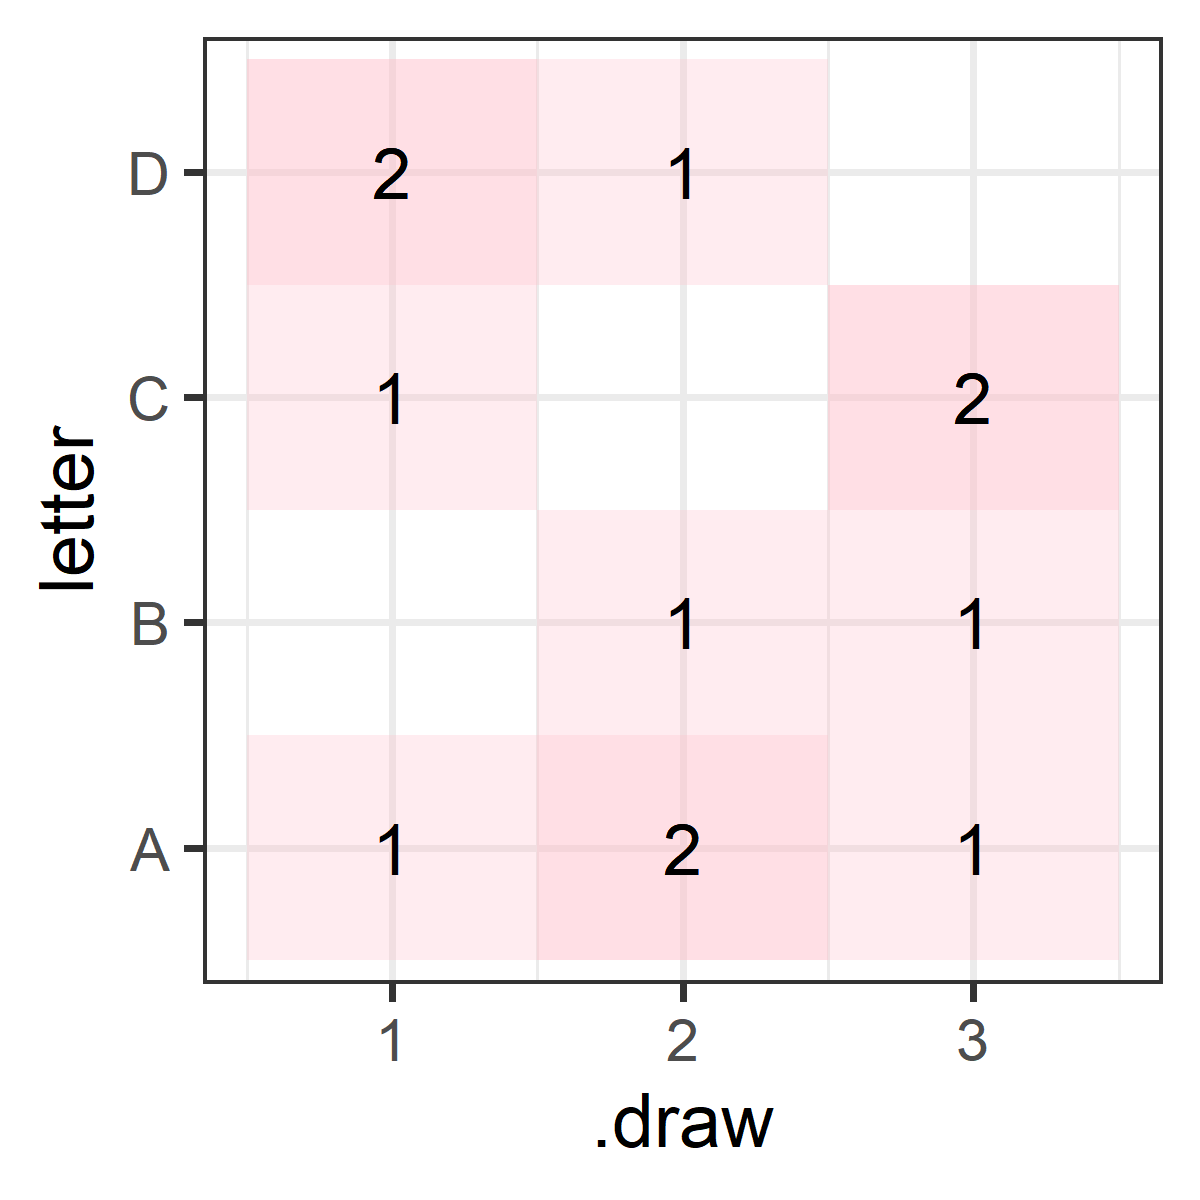 D 2 1
C 1 2
B 1 1
A 1 2 1
1 2 3
.draw
letter